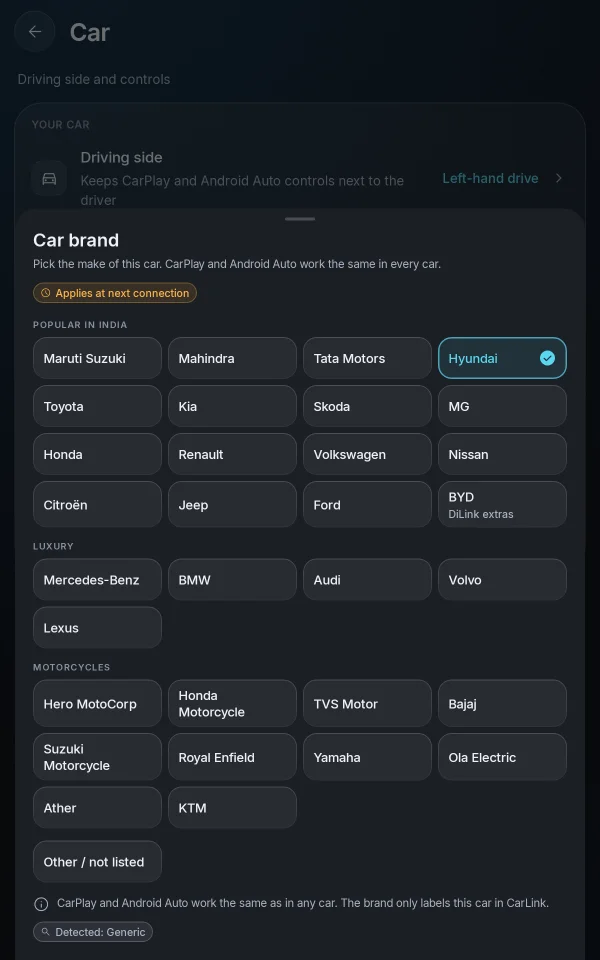 Car
Driving side and controls
YOUR CAR
Driving side
Keeps CarPlay and Android Auto controls next to the
driver
Left-hand drive
Car brand
Pick the make of this car. CarPlay and Android Auto work the same in every car.
Applies at next connection
POPULAR IN INDIA
Maruti Suzuki
Mahindra
Tata Motors
Hyundai
Toyota
Kia
Skoda
MG
Honda
Renault
Volkswagen
Nissan
Citroën
Jeep
Ford
BYD
DiLink extras
LUXURY
Mercedes-Benz
BMW
Audi
Volvo
Lexus
MOTORCYCLES
Hero MotoCorp
Honda
Motorcycle
TVS Motor
Bajaj
Suzuki
Motorcycle
Royal Enfield
Yamaha
Ola Electric
Ather
KTM
Other / not listed
CarPlay and Android Auto work the same as in any car. The brand only labels this car in CarLink.
Detected: Generic